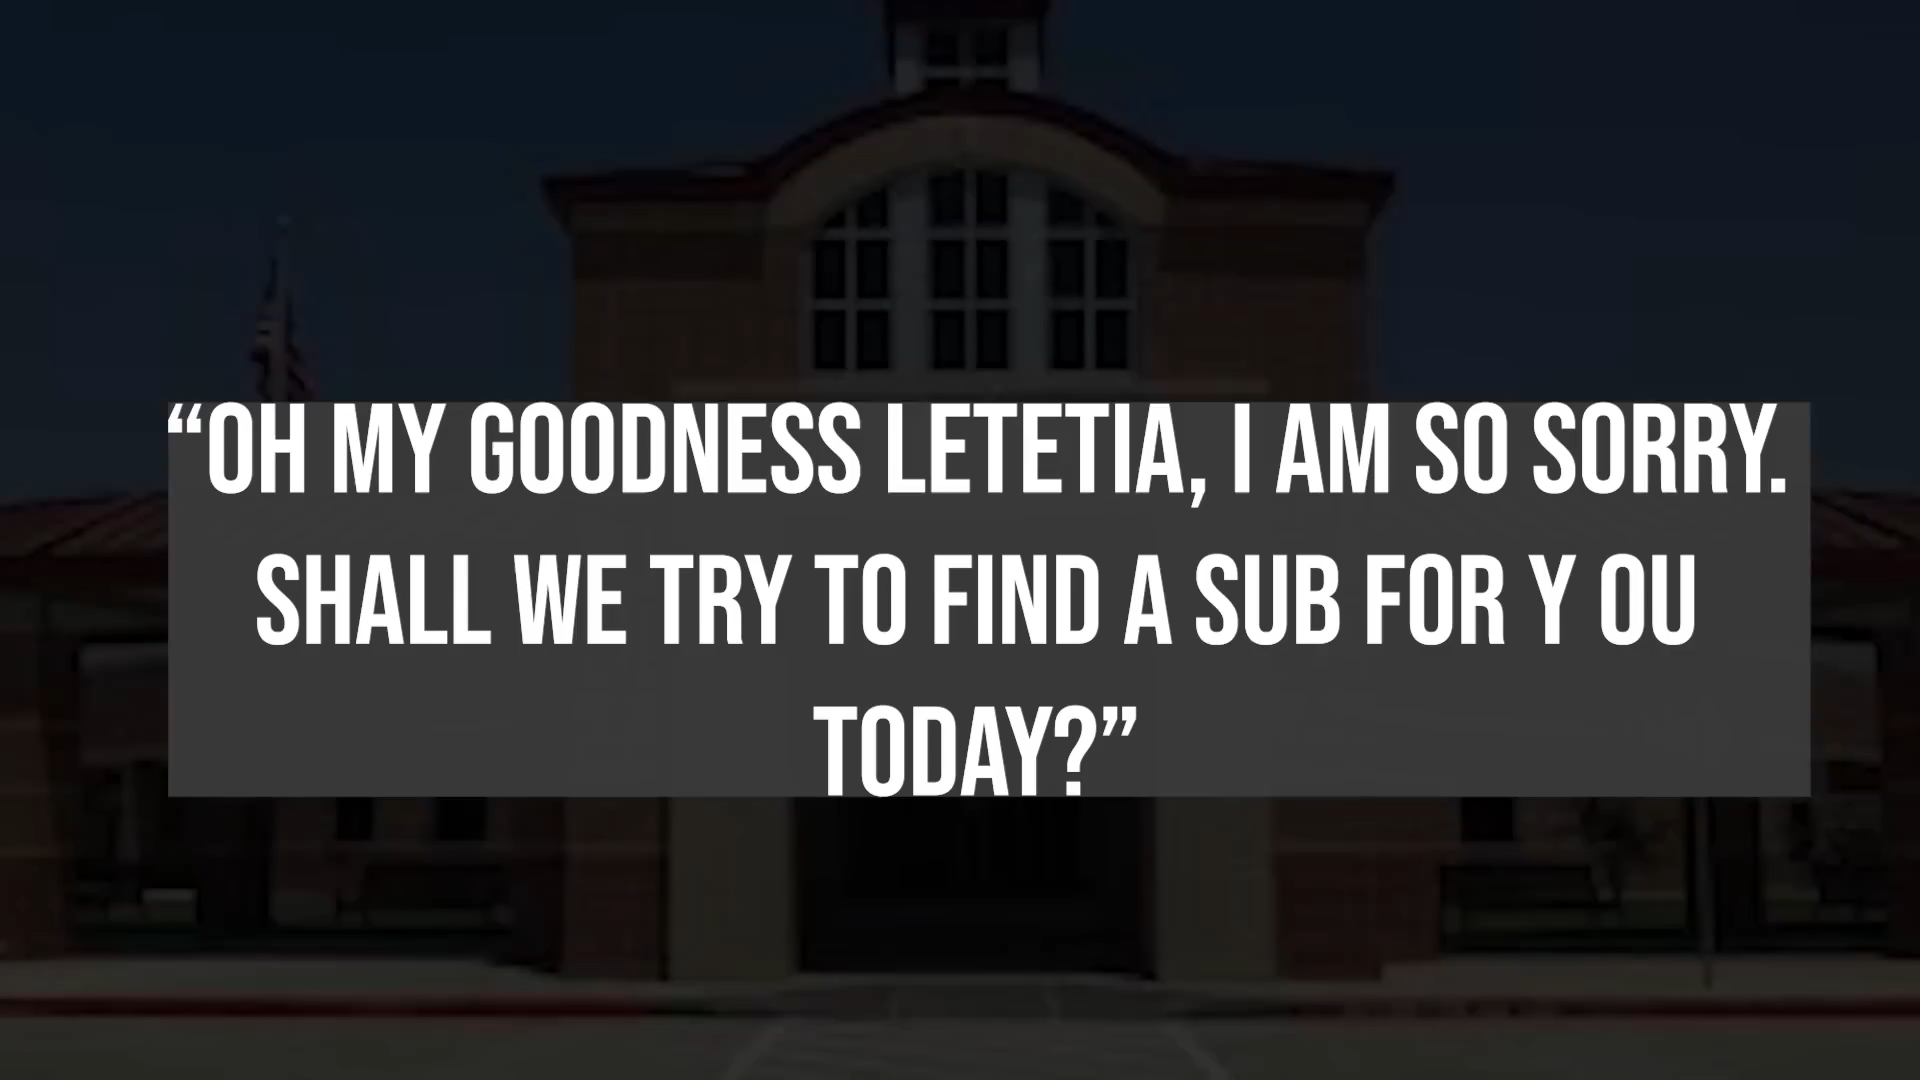 “OH MY GOODNESS LETETIA, I AM SO SORRY.
SHALL WE TRY TO FIND A SUB FOR Y OU
TODAY?”